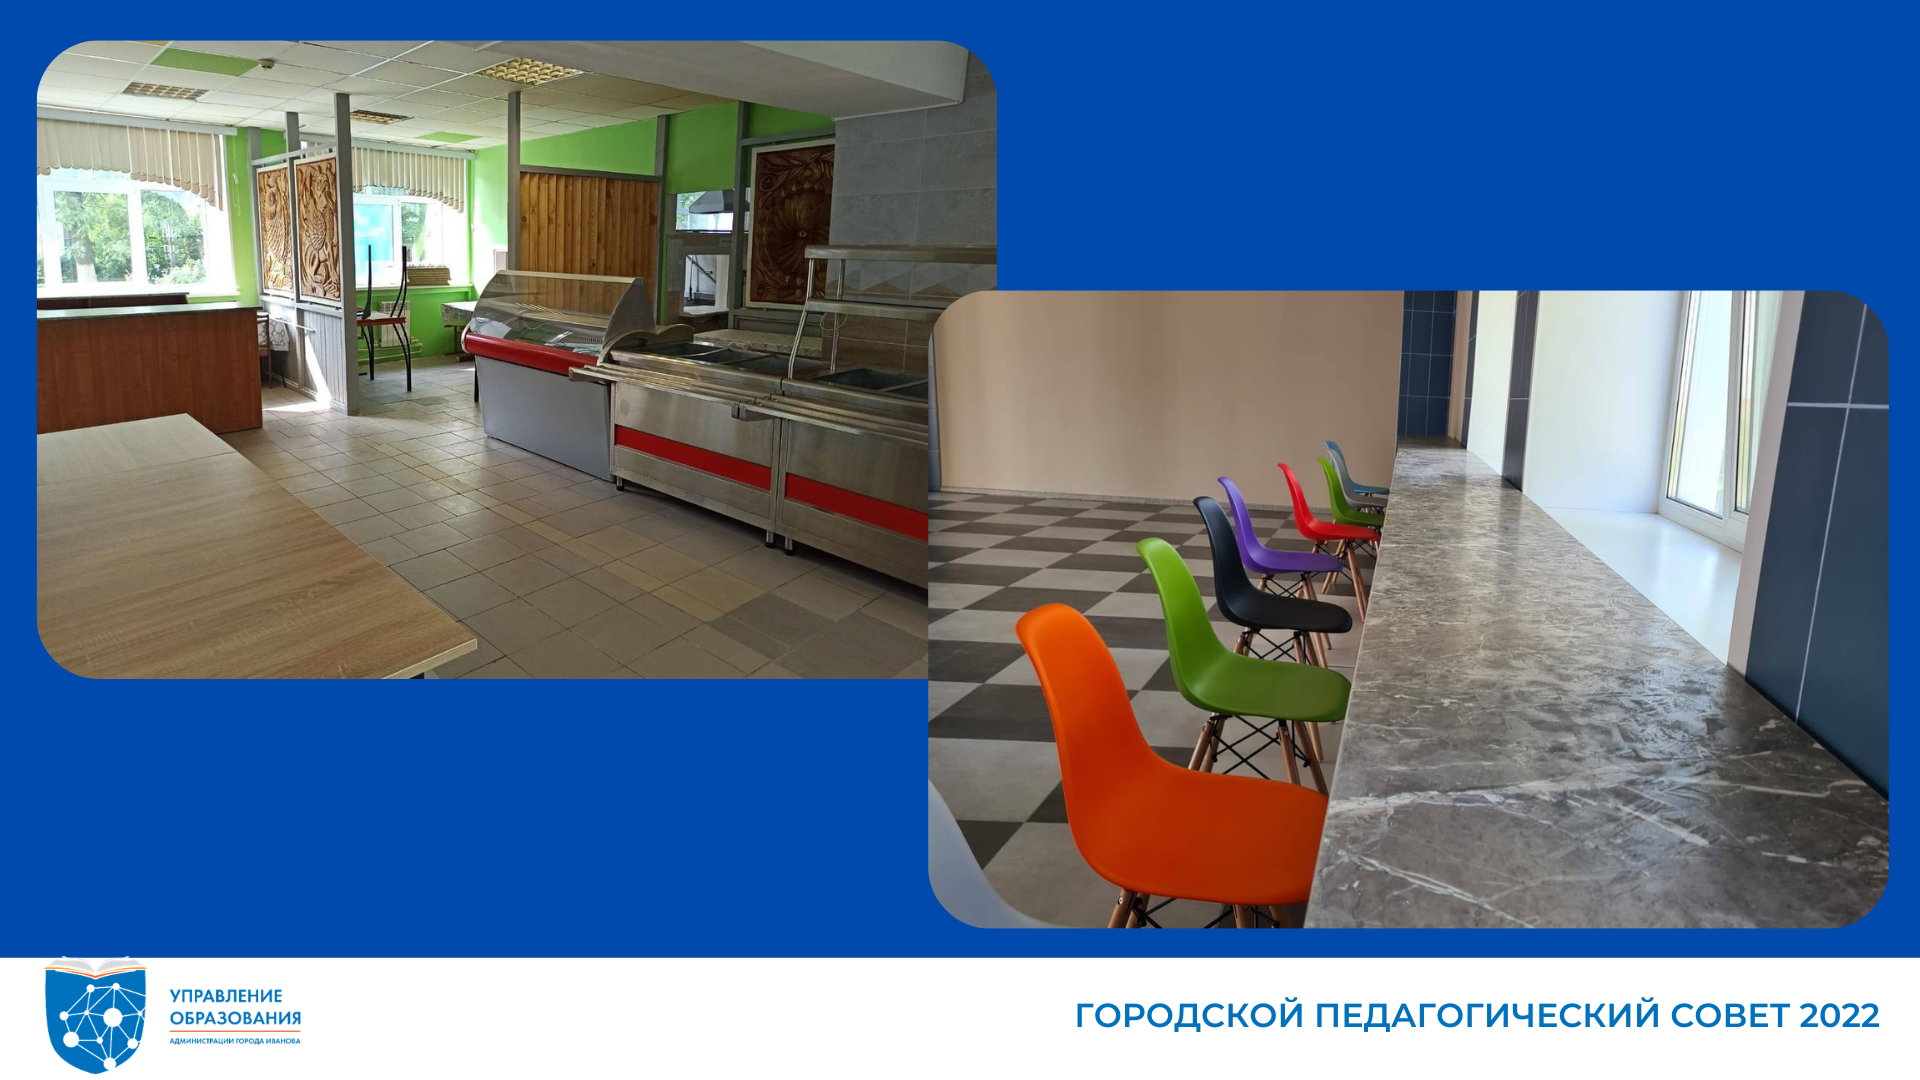 УПРАВЛЕНИЕ
ОБРАЗОВАНИЯ
АДМИНИСТРАЦИИ ГОРОДА ИВАНОВА
ГОРОДСКОЙ ПЕДАГОГИЧЕСКИЙ СОВЕТ 2022